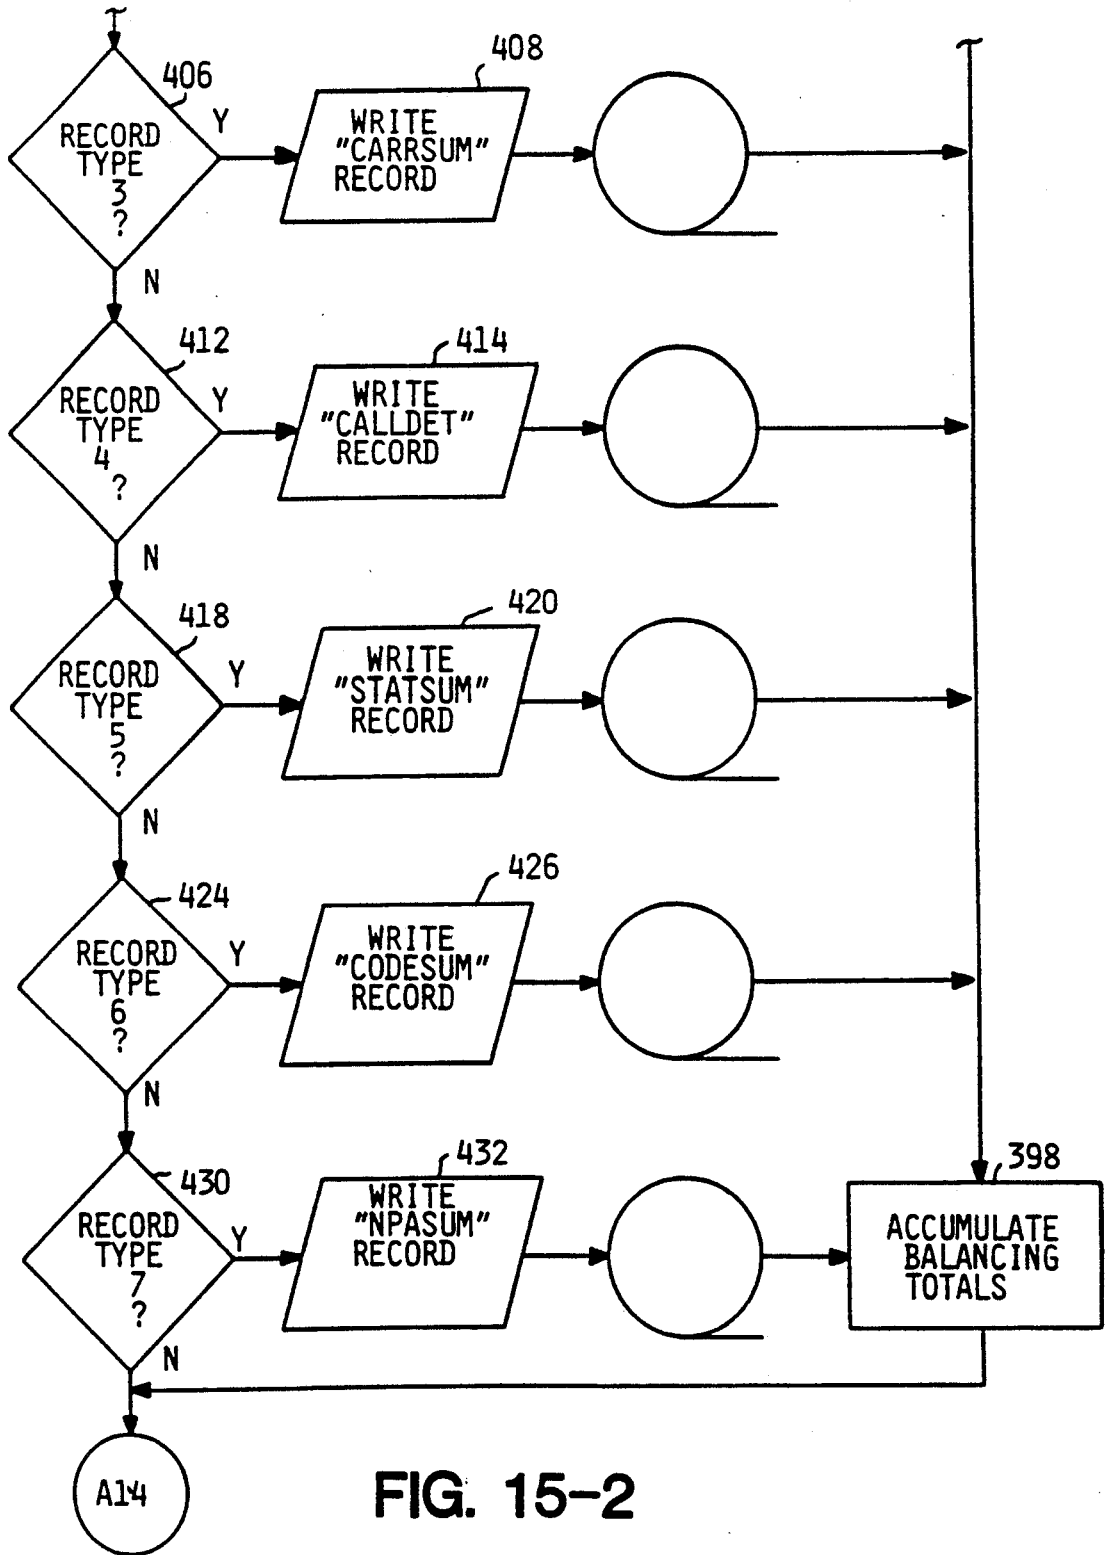 406
RECORD
TYPE
3
?
Y
N
408
WRITE
"CARRSUM"
RECORD
412
RECORD
TYPE
4
?
Y
N
414
WRITE
"CALLDET"
RECORD
418
RECORD
TYPE
5
?
Y
N
420
WRITE
"STATSUM"
RECORD
424
RECORD
TYPE
6
?
Y
N
426
WRITE
"CODESUM"
RECORD
430
RECORD
TYPE
7
?
Y
N
432
WRITE
"NPASUM"
RECORD
398
ACCUMULATE
BALANCING
TOTALS
A14
FIG. 15-2